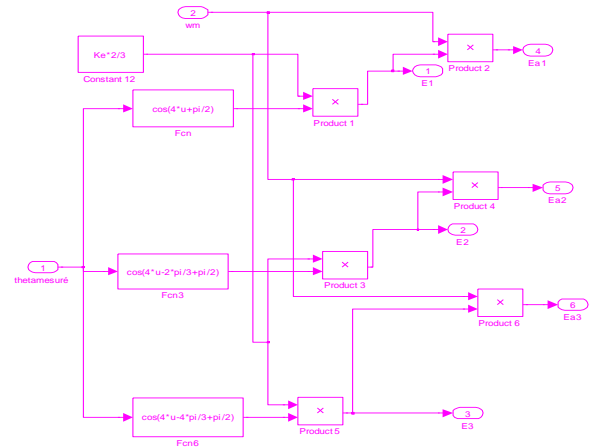 2
wm
Ke*2/3
Constant 12
×
Product 2
4
Ea1
1
E1
cos(4*u+pi/2)
Fcn
×
Product 1
×
Product 4
5
Ea2
2
E2
1
thetamesuré
cos(4*u-2*pi/3+pi/2)
Fcn3
×
Product 3
×
Product 6
6
Ea3
cos(4*u-4*pi/3+pi/2)
Fcn6
×
Product 5
3
E3